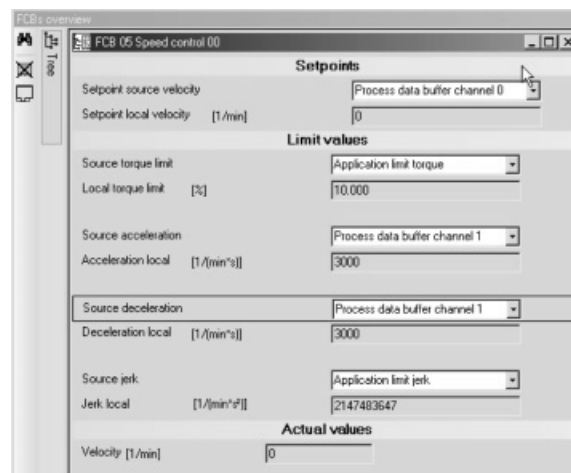 FCBs overview
Tree
FCB 05 Speed control 00
Setpoints
Setpoint source velocity Process data buffer channel 0
Setpoint local velocity [1/min] 0
Limit values
Source torque limit Application limit torque
Local torque limit [%] 10.000
Source acceleration Process data buffer channel 1
Acceleration local [1/(min*s)] 3000
Source deceleration Process data buffer channel 1
Deceleration local [1/(min*s)] 3000
Source jerk Application limit jerk
Jerk local [1/(min*s²)] 2147483647
Actual values
Velocity [1/min] 0